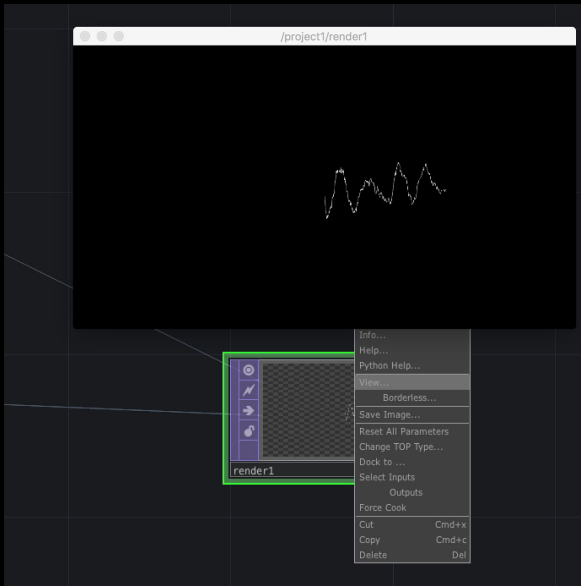 /project1/render1
Info...
Help...
Python Help...
View...
Borderless...
Save Image...
Reset All Parameters
Change TOP Type...
Dock to ...
Select Inputs
Outputs
Force Cook
Cut Cmd+x
Copy Cmd+c
Delete Del
render1